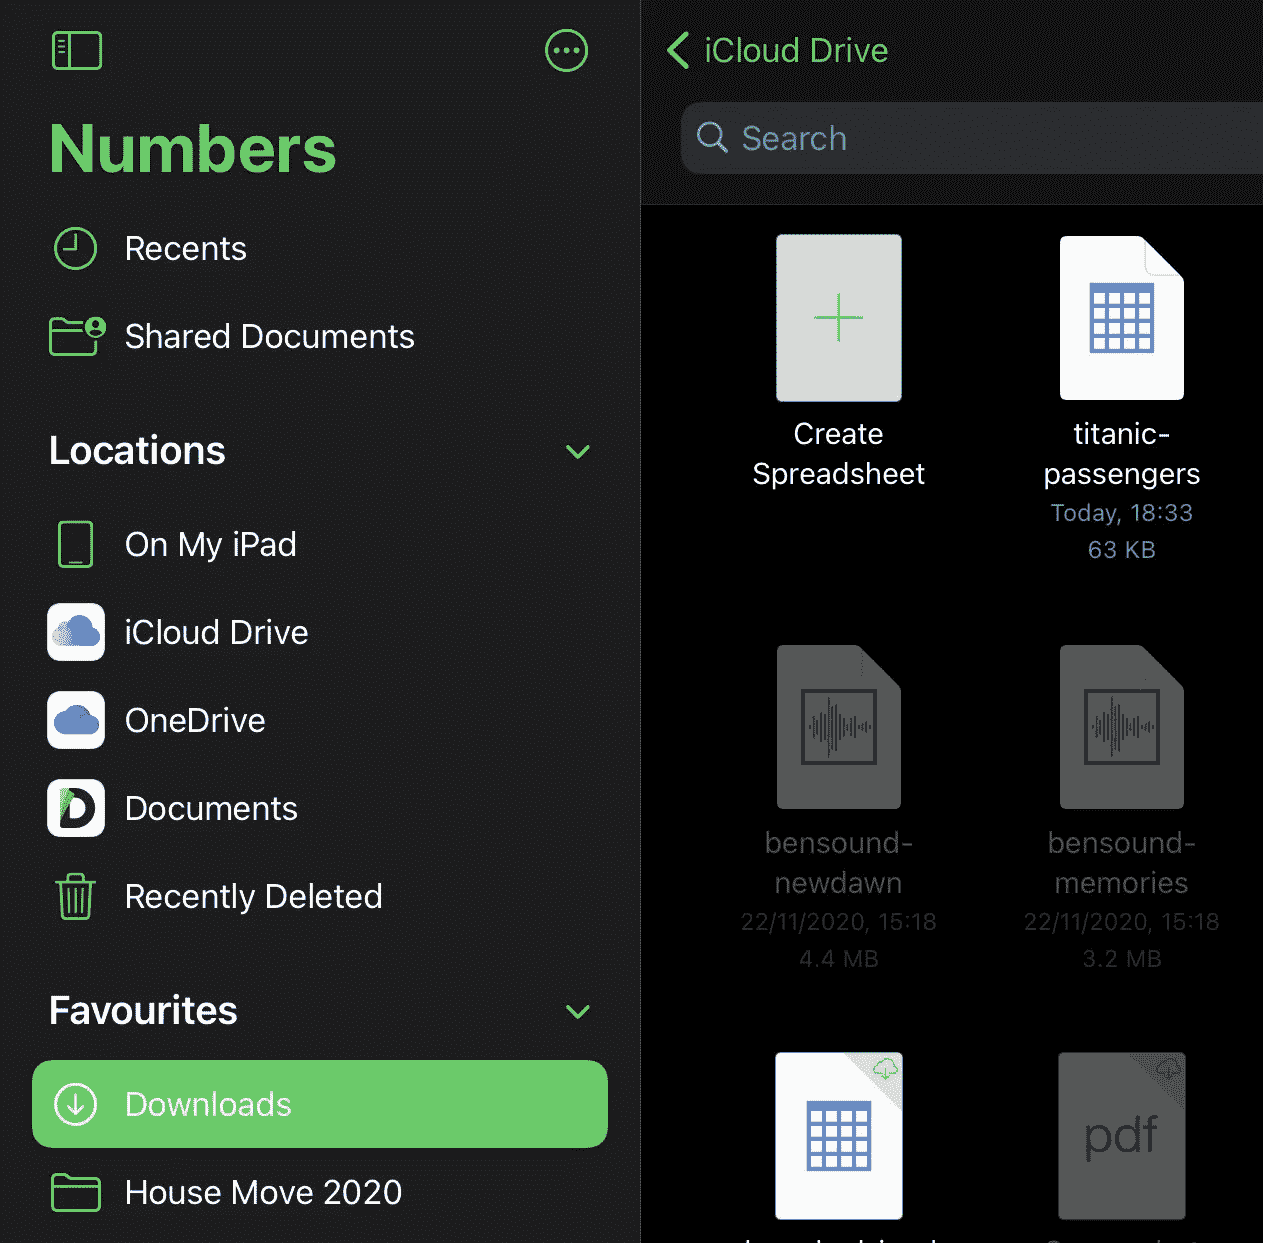 Numbers
Recents
Shared Documents
Locations
On My iPad
iCloud Drive
OneDrive
Documents
Recently Deleted
Favourites
Downloads
House Move 2020
iCloud Drive
Search
Create
Spreadsheet
titanic-
passengers
Today, 18:33
63 KB
bensound-
newdawn
22/11/2020, 15:18
4.4 MB
bensound-
memories
22/11/2020, 15:18
3.2 MB
pdf